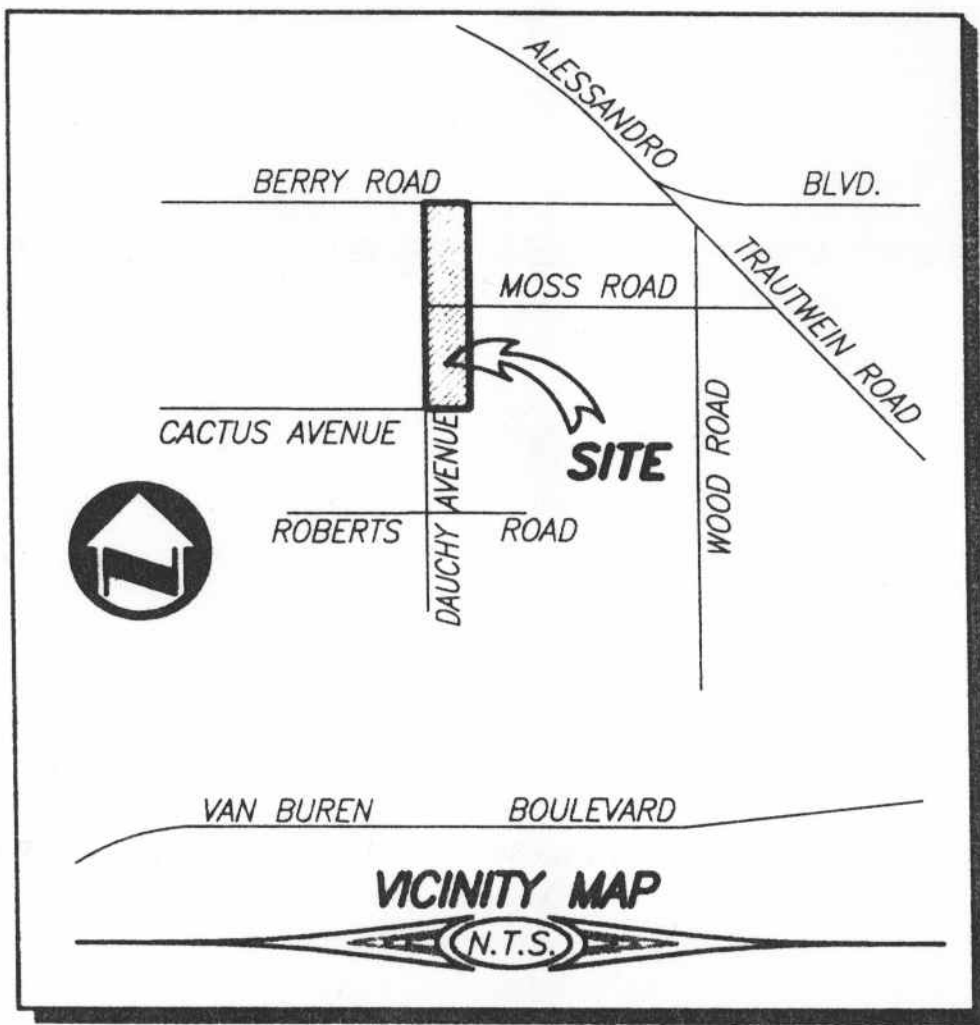 ALESSANDRO
BERRY ROAD
BLVD.
MOSS ROAD
TRAUTWEIN ROAD
CACTUS AVENUE
SITE
DAUCHY AVENUE
WOOD ROAD
ROBERTS ROAD
N
VAN BUREN BOULEVARD
VICINITY MAP
N.T.S.